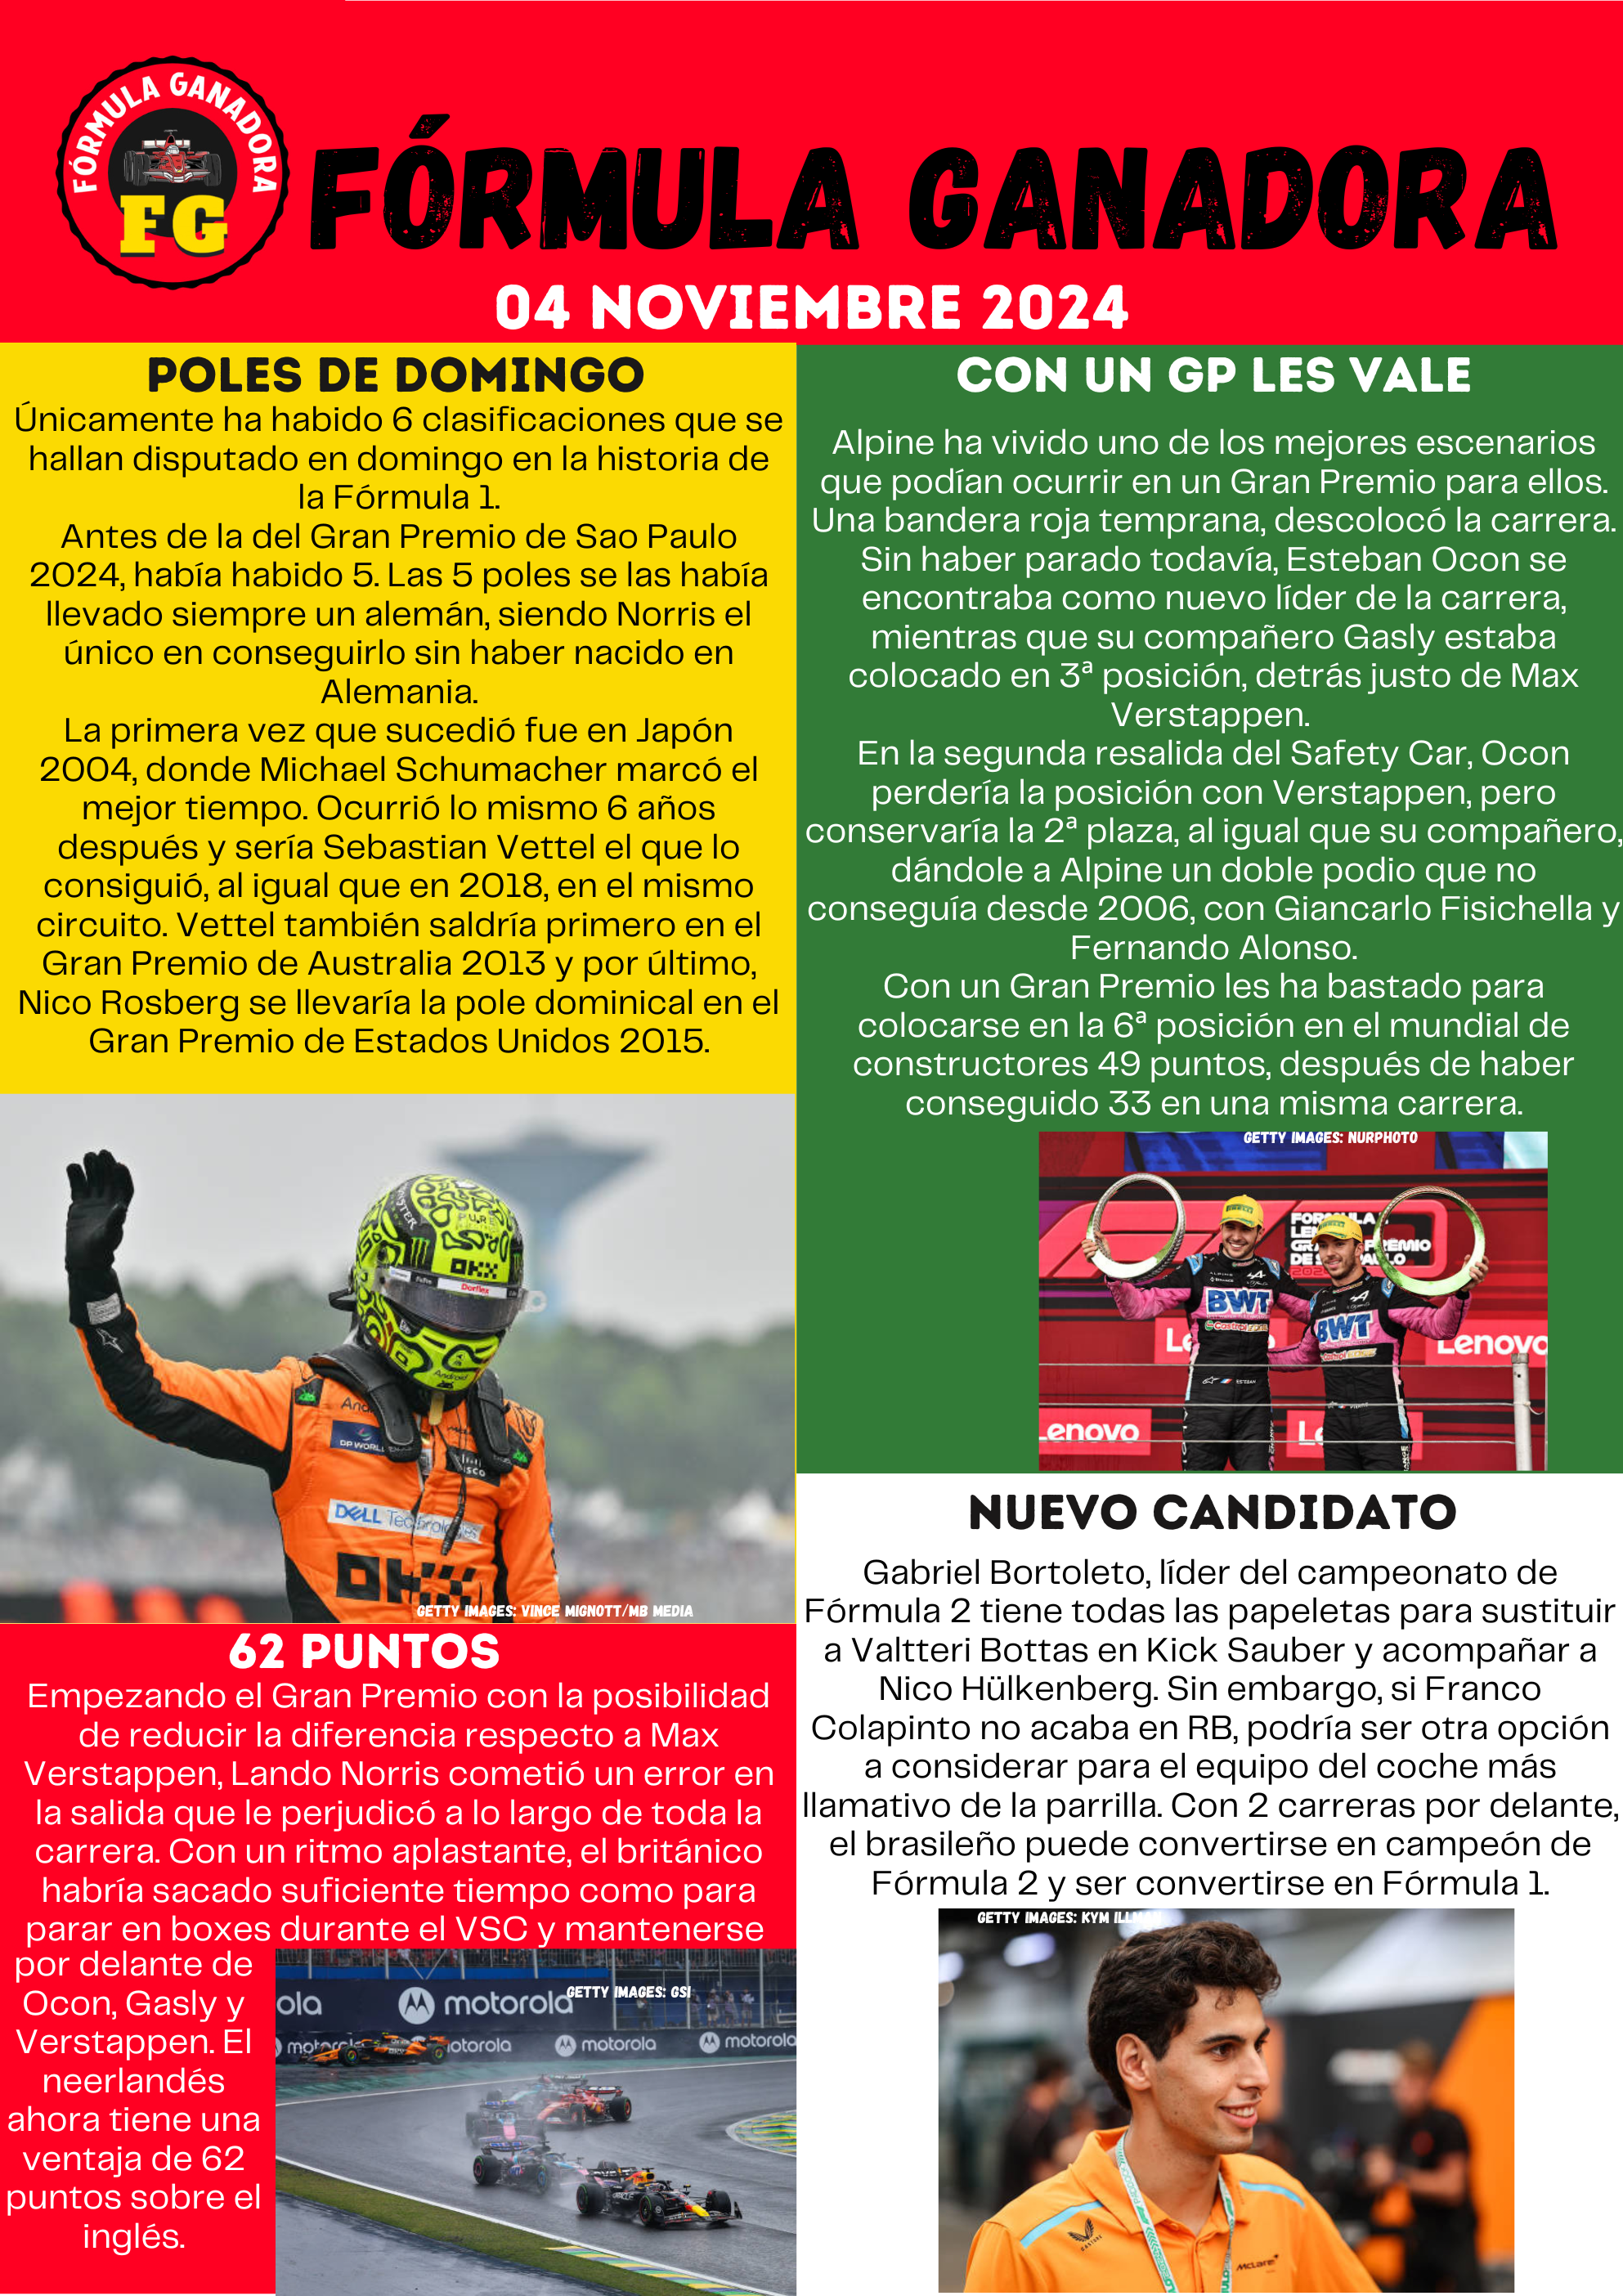 FÓRMULA GANADORA
FG
FÓRMULA GANADORA
04 NOVIEMBRE 2024
POLES DE DOMINGO
Únicamente ha habido 6 clasificaciones que se
hallan disputado en domingo en la historia de
la Fórmula 1.
Antes de la del Gran Premio de Sao Paulo
2024, había habido 5. Las 5 poles se las había
llevado siempre un alemán, siendo Norris el
único en conseguirlo sin haber nacido en
Alemania.
La primera vez que sucedió fue en Japón
2004, donde Michael Schumacher marcó el
mejor tiempo. Ocurrió lo mismo 6 años
después y sería Sebastian Vettel el que lo
consiguió, al igual que en 2018, en el mismo
circuito. Vettel también saldría primero en el
Gran Premio de Australia 2013 y por último,
Nico Rosberg se llevaría la pole dominical en el
Gran Premio de Estados Unidos 2015.
PURE
OKX
Dorflex
Android
DP WORLD
DELL Technologies
OKX
GETTY IMAGES: VINCE MIGNOTT/MB MEDIA
62 PUNTOS
Empezando el Gran Premio con la posibilidad
de reducir la diferencia respecto a Max
Verstappen, Lando Norris cometió un error en
la salida que le perjudicó a lo largo de toda la
carrera. Con un ritmo aplastante, el británico
habría sacado suficiente tiempo como para
parar en boxes durante el VSC y mantenerse
por delante de
Ocon, Gasly y
Verstappen. El
neerlandés
ahora tiene una
ventaja de 62
puntos sobre el
inglés.
GETTY IMAGES: GSI
ola motorola
motorola motorola motorola
CON UN GP LES VALE
Alpine ha vivido uno de los mejores escenarios
que podían ocurrir en un Gran Premio para ellos.
Una bandera roja temprana, descolocó la carrera.
Sin haber parado todavía, Esteban Ocon se
encontraba como nuevo líder de la carrera,
mientras que su compañero Gasly estaba
colocado en 3ª posición, detrás justo de Max
Verstappen.
En la segunda resalida del Safety Car, Ocon
perdería la posición con Verstappen, pero
conservaría la 2ª plaza, al igual que su compañero,
dándole a Alpine un doble podio que no
conseguía desde 2006, con Giancarlo Fisichella y
Fernando Alonso.
Con un Gran Premio les ha bastado para
colocarse en la 6ª posición en el mundial de
constructores 49 puntos, después de haber
conseguido 33 en una misma carrera.
GETTY IMAGES: NURPHOTO
BWT
BWT
Lenovo
Lenovo
NUEVO CANDIDATO
Gabriel Bortoleto, líder del campeonato de
Fórmula 2 tiene todas las papeletas para sustituir
a Valtteri Bottas en Kick Sauber y acompañar a
Nico Hülkenberg. Sin embargo, si Franco
Colapinto no acaba en RB, podría ser otra opción
a considerar para el equipo del coche más
llamativo de la parrilla. Con 2 carreras por delante,
el brasileño puede convertirse en campeón de
Fórmula 2 y ser convertirse en Fórmula 1.
GETTY IMAGES: KYM ILLMAN
McLaren